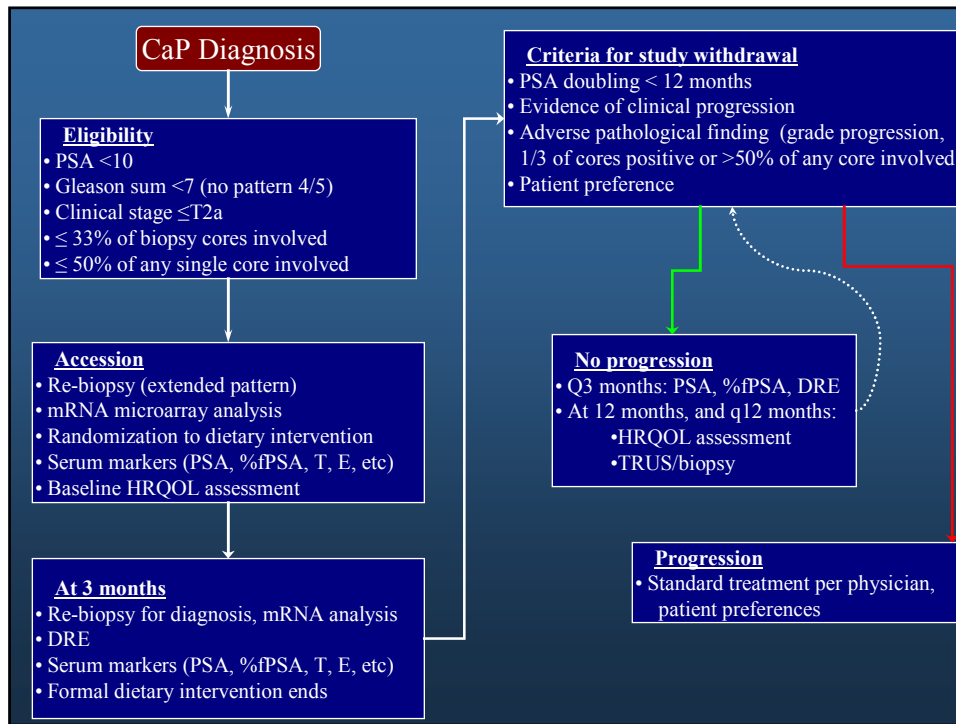 CaP Diagnosis
Eligibility
• PSA <10
• Gleason sum <7 (no pattern 4/5)
• Clinical stage ≤T2a
• ≤ 33% of biopsy cores involved
• ≤ 50% of any single core involved
Accession
• Re-biopsy (extended pattern)
• mRNA microarray analysis
• Randomization to dietary intervention
• Serum markers (PSA, %fPSA, T, E, etc)
• Baseline HRQOL assessment
At 3 months
• Re-biopsy for diagnosis, mRNA analysis
• DRE
• Serum markers (PSA, %fPSA, T, E, etc)
• Formal dietary intervention ends
Criteria for study withdrawal
• PSA doubling < 12 months
• Evidence of clinical progression
• Adverse pathological finding (grade progression,
1/3 of cores positive or >50% of any core involved
• Patient preference
No progression
• Q3 months: PSA, %fPSA, DRE
• At 12 months, and q12 months:
•HRQOL assessment
•TRUS/biopsy
Progression
• Standard treatment per physician,
patient preferences